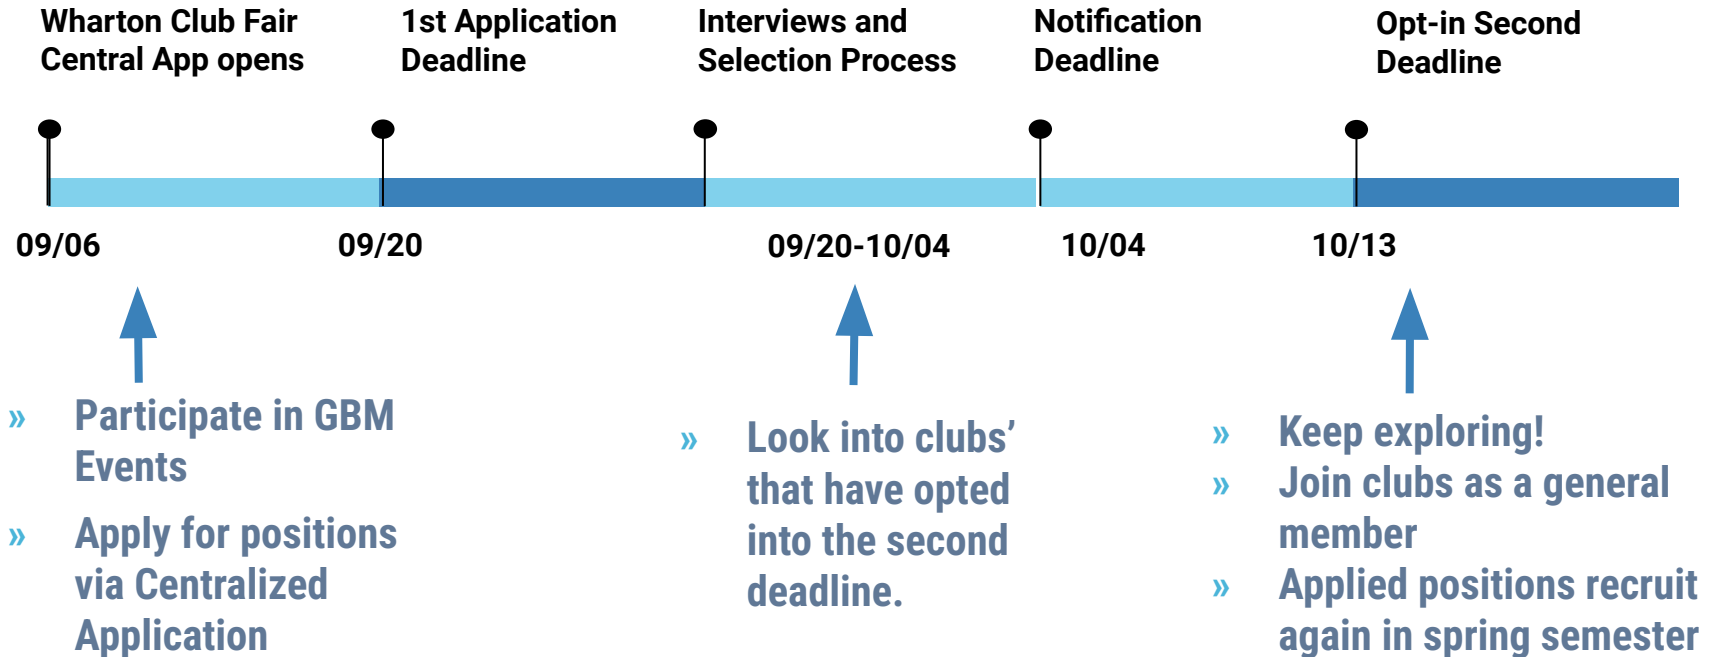 Wharton Club Fair
Central App opens
1st Application
Deadline
Interviews and
Selection Process
Notification
Deadline
Opt-in Second
Deadline
09/06
09/20
09/20-10/04
10/04
10/13
» Participate in GBM
Events
» Apply for positions
via Centralized
Application
» Look into clubs’
that have opted
into the second
deadline.
» Keep exploring!
» Join clubs as a general
member
» Applied positions recruit
again in spring semester